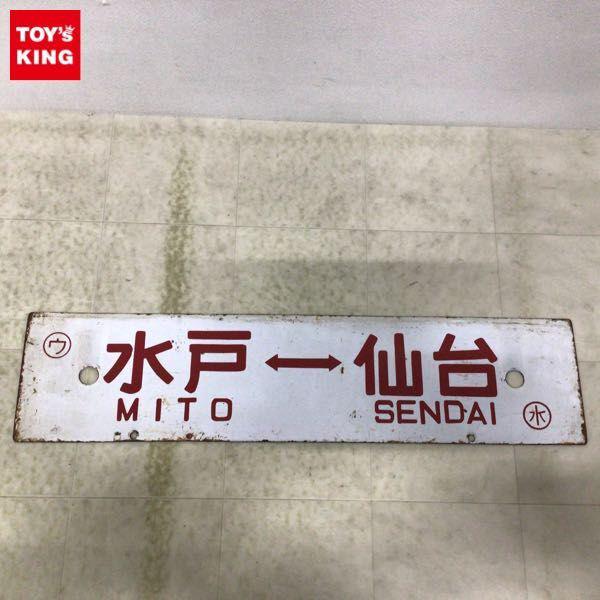 TOY's
KING
㋒ 水戸 ↔ 仙台
MITO SENDAI ㊌